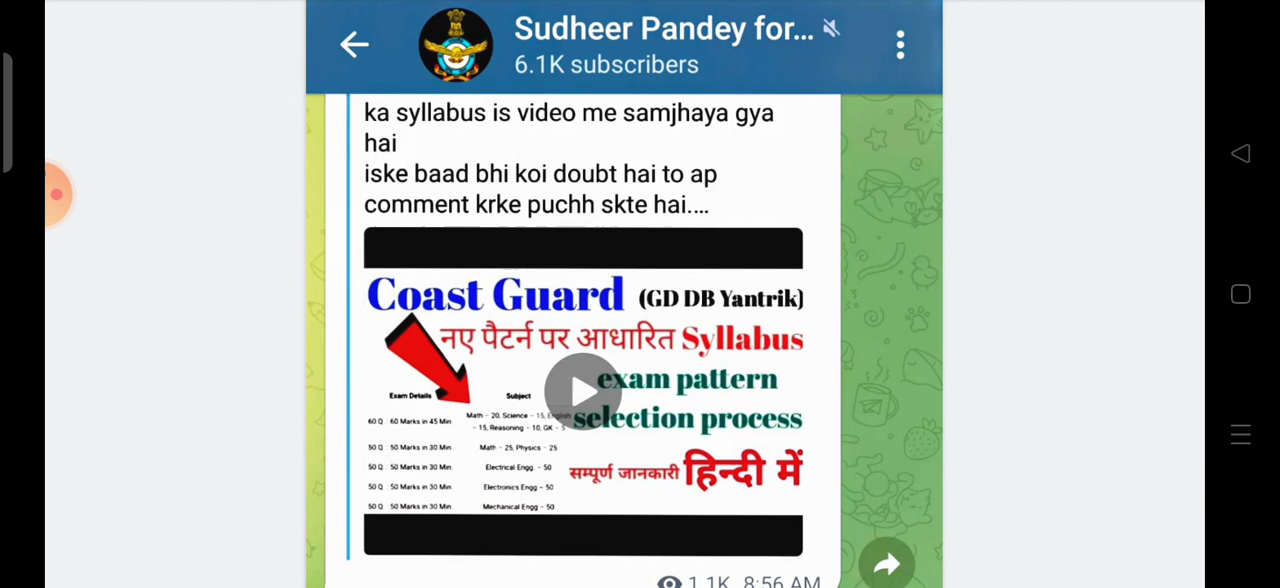 Sudheer Pandey for...
6.1K subscribers
ka syllabus is video me samjhaya gya
hai
iske baad bhi koi doubt hai to ap
comment krke puchh skte hai....
Coast Guard (GD DB Yantrik)
नए पैटर्न पर आधारित Syllabus
exam pattern
selection process
सम्पूर्ण जानकारी हिन्दी में
Exam Details Subject
60 Q : 60 Marks in 45 Min Math - 20, Science - 15, English
- 15, Reasoning - 10, GK - 5
50 Q : 50 Marks in 30 Min Math - 25, Physics - 25
50 Q : 50 Marks in 30 Min Electrical Engg - 50
50 Q : 50 Marks in 30 Min Electronics Engg - 50
50 Q : 50 Marks in 30 Min Mechanical Engg - 50
1.1K 8:56 AM